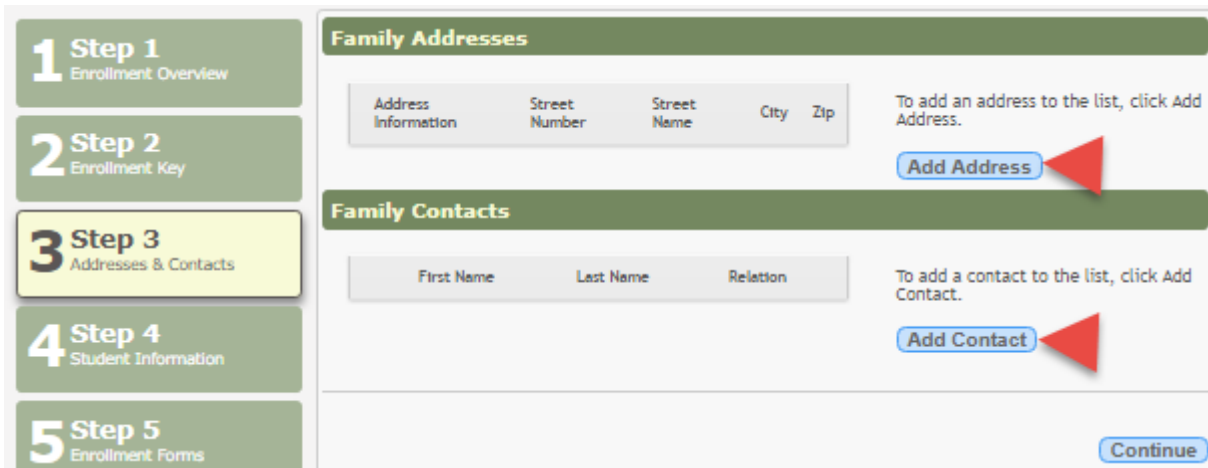 1 Step 1
Enrollment Overview
2 Step 2
Enrollment Key
3 Step 3
Addresses & Contacts
4 Step 4
Student Information
5 Step 5
Enrollment Forms
Family Addresses
Address Information Street Number Street Name City Zip
To add an address to the list, click Add
Address.
Add Address
Family Contacts
First Name Last Name Relation
To add a contact to the list, click Add
Contact.
Add Contact
Continue